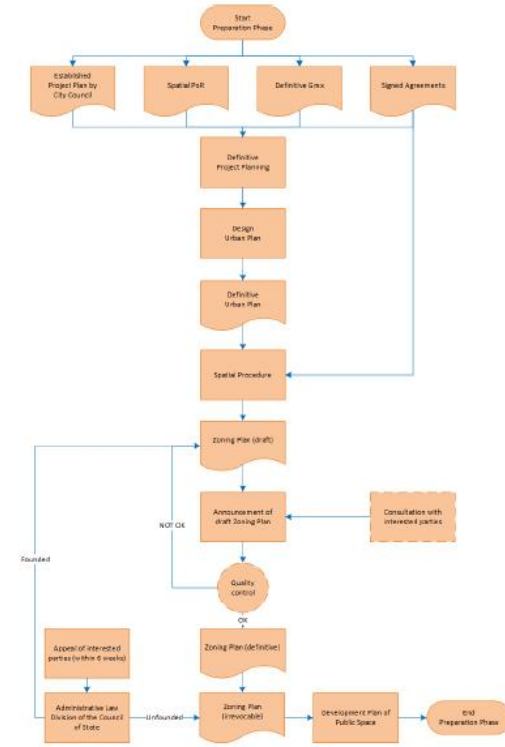 Start
Preparation Phase
Established
Project Plan by
City Council
Spatial PoR
Definitive Grex
Signed Agreements
Definitive
Project Planning
Design
Urban Plan
Definitive
Urban Plan
Spatial Procedure
Zoning Plan (draft)
Announcement of
draft Zoning Plan
Consultation with
interested parties
NOT OK
Founded
Quality
control
OK
Appeal of interested
parties (within 6 weeks)
Zoning Plan (definitive)
Administrative Law
Division of the Council
of State
Unfounded
Zoning Plan
(irrevocable)
Development Plan of
Public Space
End
Preparation Phase